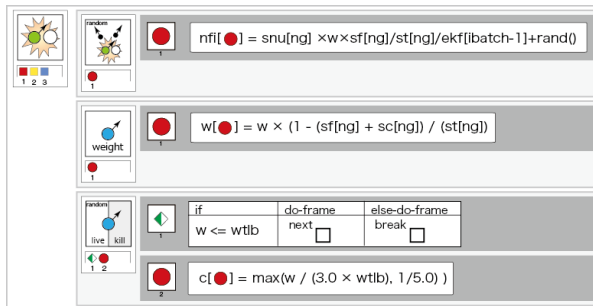 1 2 3
random
1
1
nfi[ ] = snu[ng] ×w×sf[ng]/st[ng]/ekf[ibatch-1]+rand()
weight
1
1
w[ ] = w × (1 - (sf[ng] + sc[ng]) / (st[ng])
random
live kill
1 2
1
if do-frame else-do-frame
w <= wtlb next break
2
c[ ] = max(w / (3.0 × wtlb), 1/5.0) )